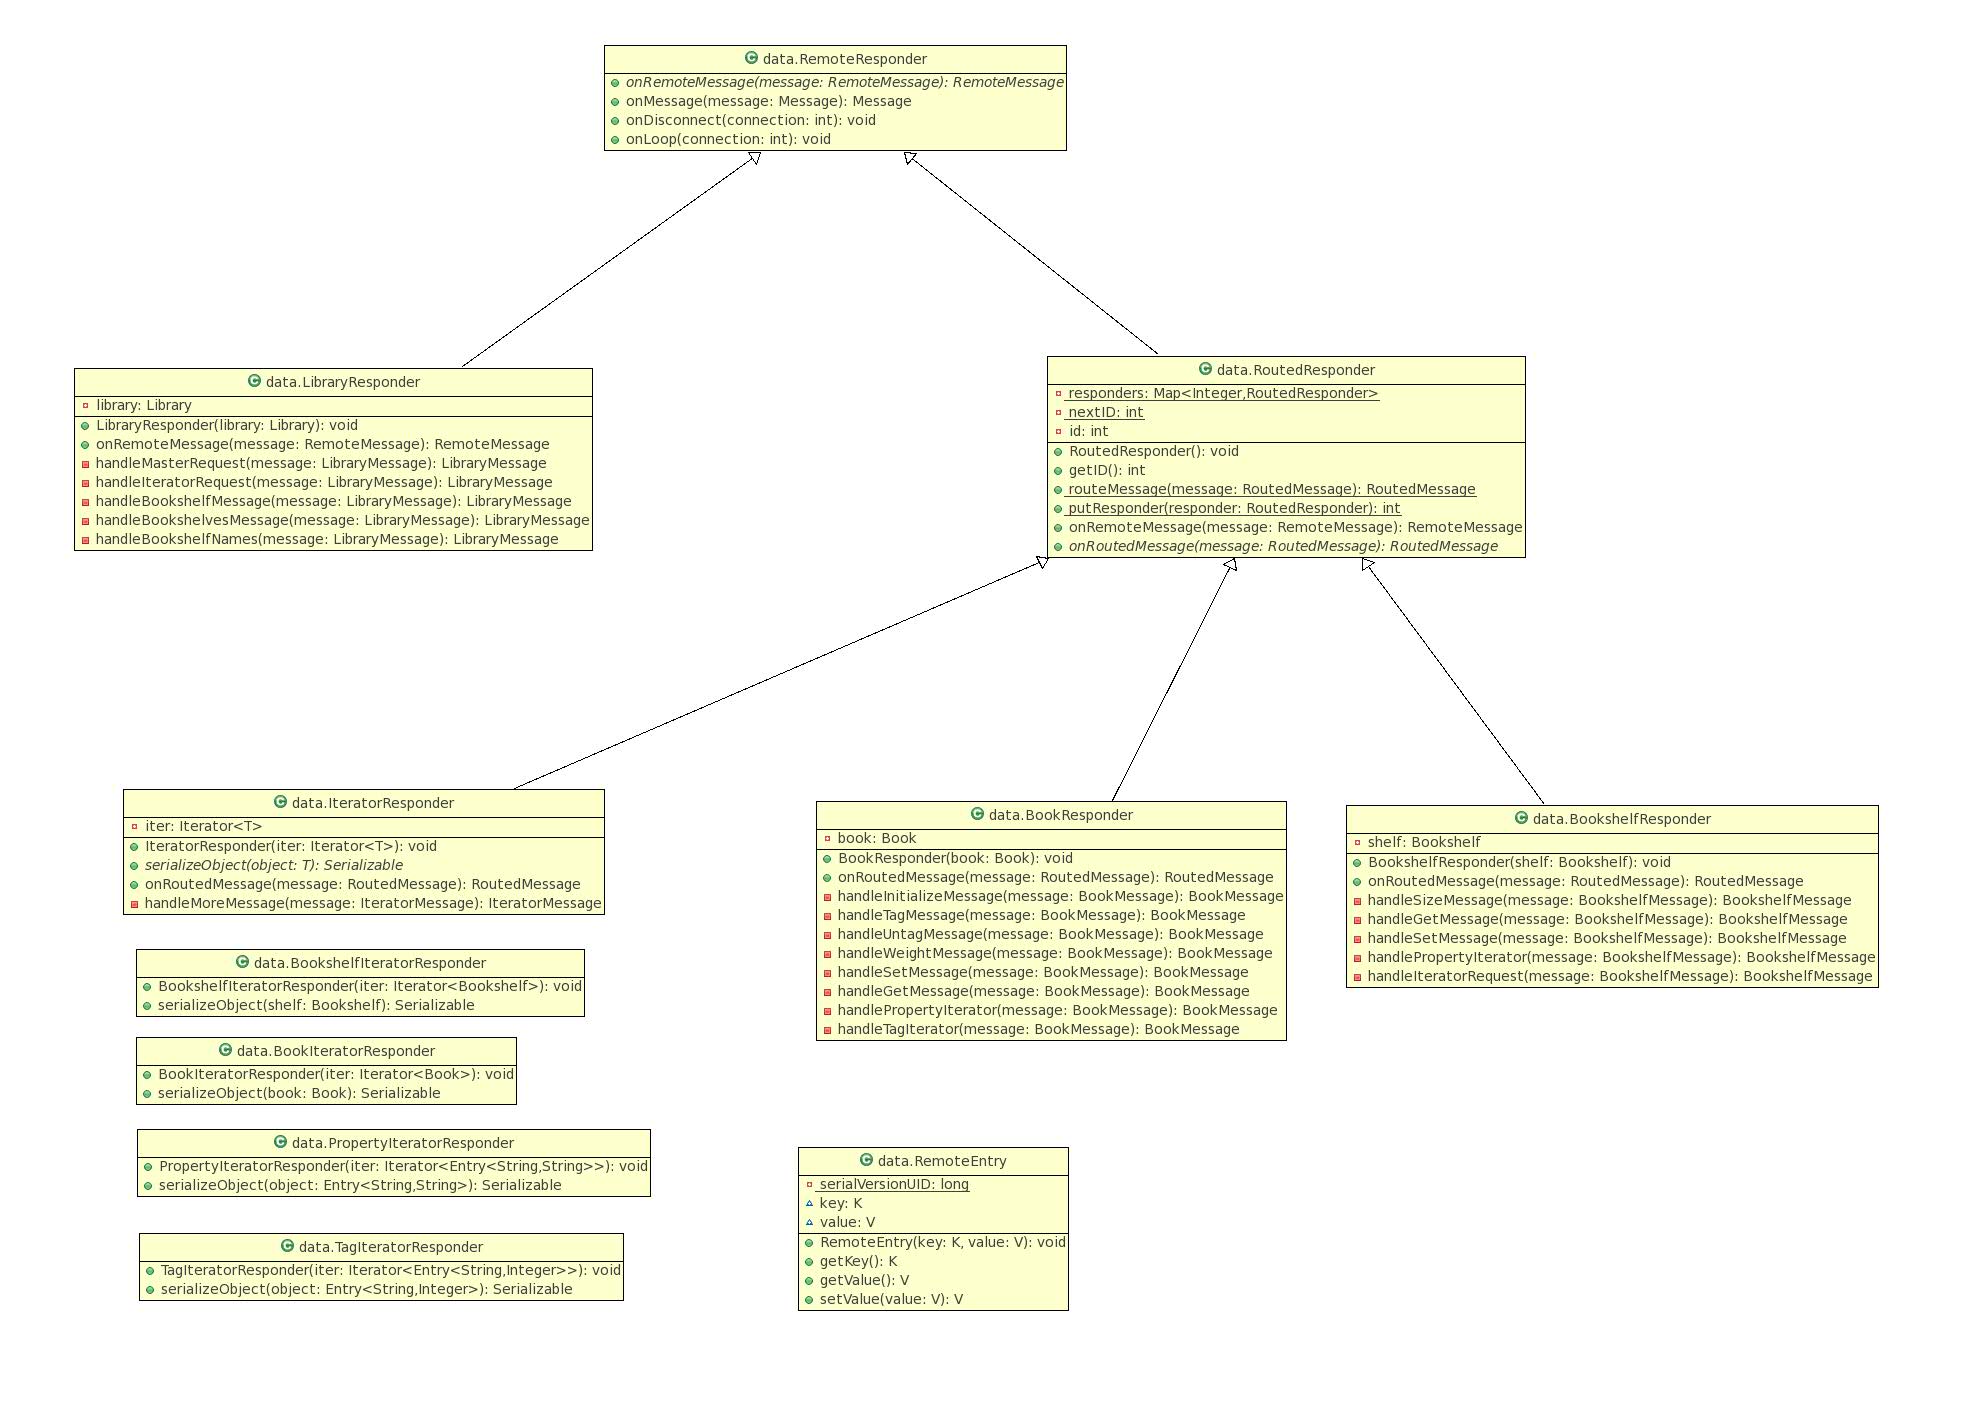 data.RemoteResponder
onRemoteMessage(message: RemoteMessage): RemoteMessage
onMessage(message: Message): Message
onDisconnect(connection: int): void
onLoop(connection: int): void
data.LibraryResponder
library: Library
LibraryResponder(library: Library): void
onRemoteMessage(message: RemoteMessage): RemoteMessage
handleMasterRequest(message: LibraryMessage): LibraryMessage
handleIteratorRequest(message: LibraryMessage): LibraryMessage
handleBookshelfMessage(message: LibraryMessage): LibraryMessage
handleBookshelvesMessage(message: LibraryMessage): LibraryMessage
handleBookshelfNames(message: LibraryMessage): LibraryMessage
data.RoutedResponder
responders: Map<Integer,RoutedResponder>
nextID: int
id: int
RoutedResponder(): void
getID(): int
routeMessage(message: RoutedMessage): RoutedMessage
putResponder(responder: RoutedResponder): int
onRemoteMessage(message: RemoteMessage): RemoteMessage
onRoutedMessage(message: RoutedMessage): RoutedMessage
data.IteratorResponder
iter: Iterator<T>
IteratorResponder(iter: Iterator<T>): void
serializeObject(object: T): Serializable
onRoutedMessage(message: RoutedMessage): RoutedMessage
handleMoreMessage(message: IteratorMessage): IteratorMessage
data.BookResponder
book: Book
BookResponder(book: Book): void
onRoutedMessage(message: RoutedMessage): RoutedMessage
handleInitializeMessage(message: BookMessage): BookMessage
handleTagMessage(message: BookMessage): BookMessage
handleUntagMessage(message: BookMessage): BookMessage
handleWeightMessage(message: BookMessage): BookMessage
handleSetMessage(message: BookMessage): BookMessage
handleGetMessage(message: BookMessage): BookMessage
handlePropertyIterator(message: BookMessage): BookMessage
handleTagIterator(message: BookMessage): BookMessage
data.BookshelfResponder
shelf: Bookshelf
BookshelfResponder(shelf: Bookshelf): void
onRoutedMessage(message: RoutedMessage): RoutedMessage
handleSizeMessage(message: BookshelfMessage): BookshelfMessage
handleGetMessage(message: BookshelfMessage): BookshelfMessage
handleSetMessage(message: BookshelfMessage): BookshelfMessage
handlePropertyIterator(message: BookshelfMessage): BookshelfMessage
handleIteratorRequest(message: BookshelfMessage): BookshelfMessage
data.BookshelfIteratorResponder
BookshelfIteratorResponder(iter: Iterator<Bookshelf>): void
serializeObject(shelf: Bookshelf): Serializable
data.BookIteratorResponder
BookIteratorResponder(iter: Iterator<Book>): void
serializeObject(book: Book): Serializable
data.PropertyIteratorResponder
PropertyIteratorResponder(iter: Iterator<Entry<String,String>>): void
serializeObject(object: Entry<String,String>): Serializable
data.TagIteratorResponder
TagIteratorResponder(iter: Iterator<Entry<String,Integer>>): void
serializeObject(object: Entry<String,Integer>): Serializable
data.RemoteEntry
serialVersionUID: long
key: K
value: V
RemoteEntry(key: K, value: V): void
getKey(): K
getValue(): V
setValue(value: V): V